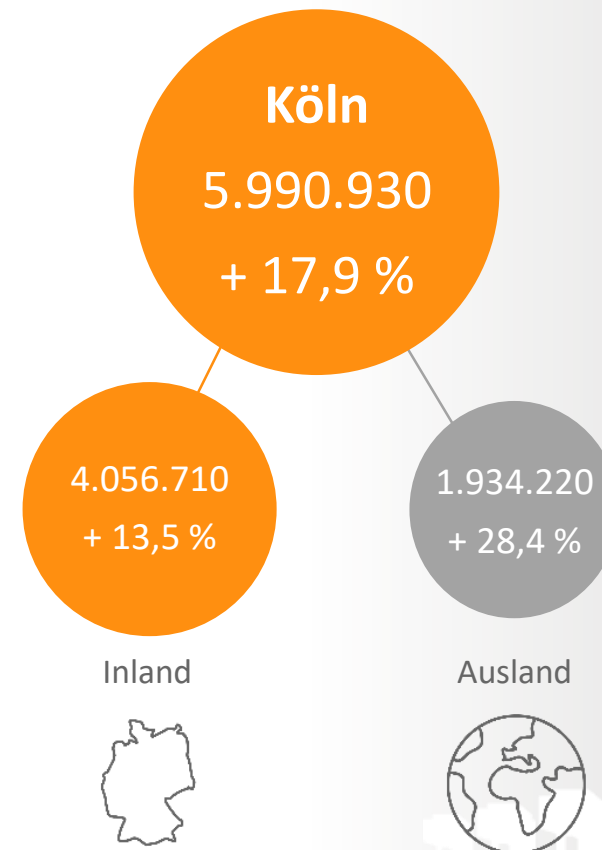 Köln
5.990.930
+ 17,9 %
4.056.710
+ 13,5 %
Inland
1.934.220
+ 28,4 %
Ausland